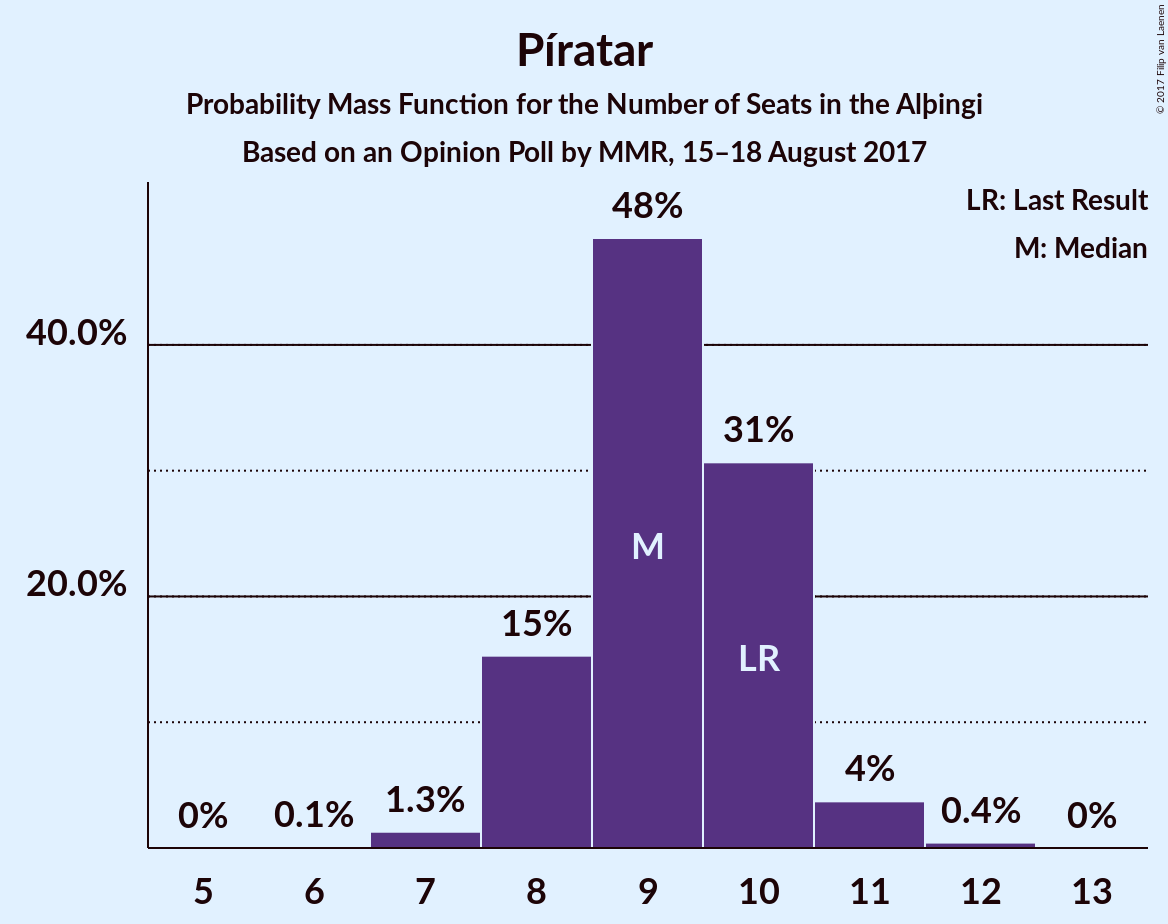 Píratar
Probability Mass Function for the Number of Seats in the Alþingi
Based on an Opinion Poll by MMR, 15–18 August 2017
© 2017 Filip van Laenen
LR: Last Result
M: Median
48%
40.0%
31%
M
20.0%
15%
LR
4%
1.3%
0.4%
0%
0.1%
0%
5 6 7 8 9 10 11 12 13